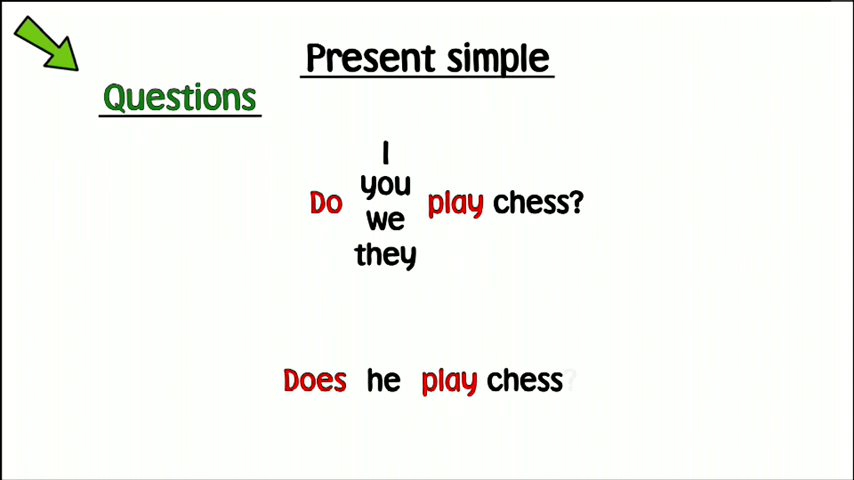 Present simple
Questions
I
you
Do play chess?
we
they
Does he play chess?